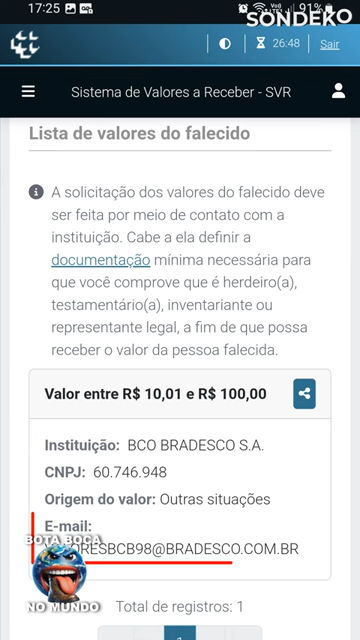 17:25
91%
SONDEKO
26:48
Sair
Sistema de Valores a Receber - SVR
Lista de valores do falecido
A solicitação dos valores do falecido deve
ser feita por meio de contato com a
instituição. Cabe a ela definir a
documentação mínima necessária para
que você comprove que é herdeiro(a),
testamentário(a), inventariante ou
representante legal, a fim de que possa
receber o valor da pessoa falecida.
Valor entre R$ 10,01 e R$ 100,00
Instituição: BCO BRADESCO S.A.
CNPJ: 60.746.948
Origem do valor: Outras situações
E-mail:
BOTA BOCA
ORESBCB98@BRADESCO.COM.BR
NO MUNDO
Total de registros: 1
1